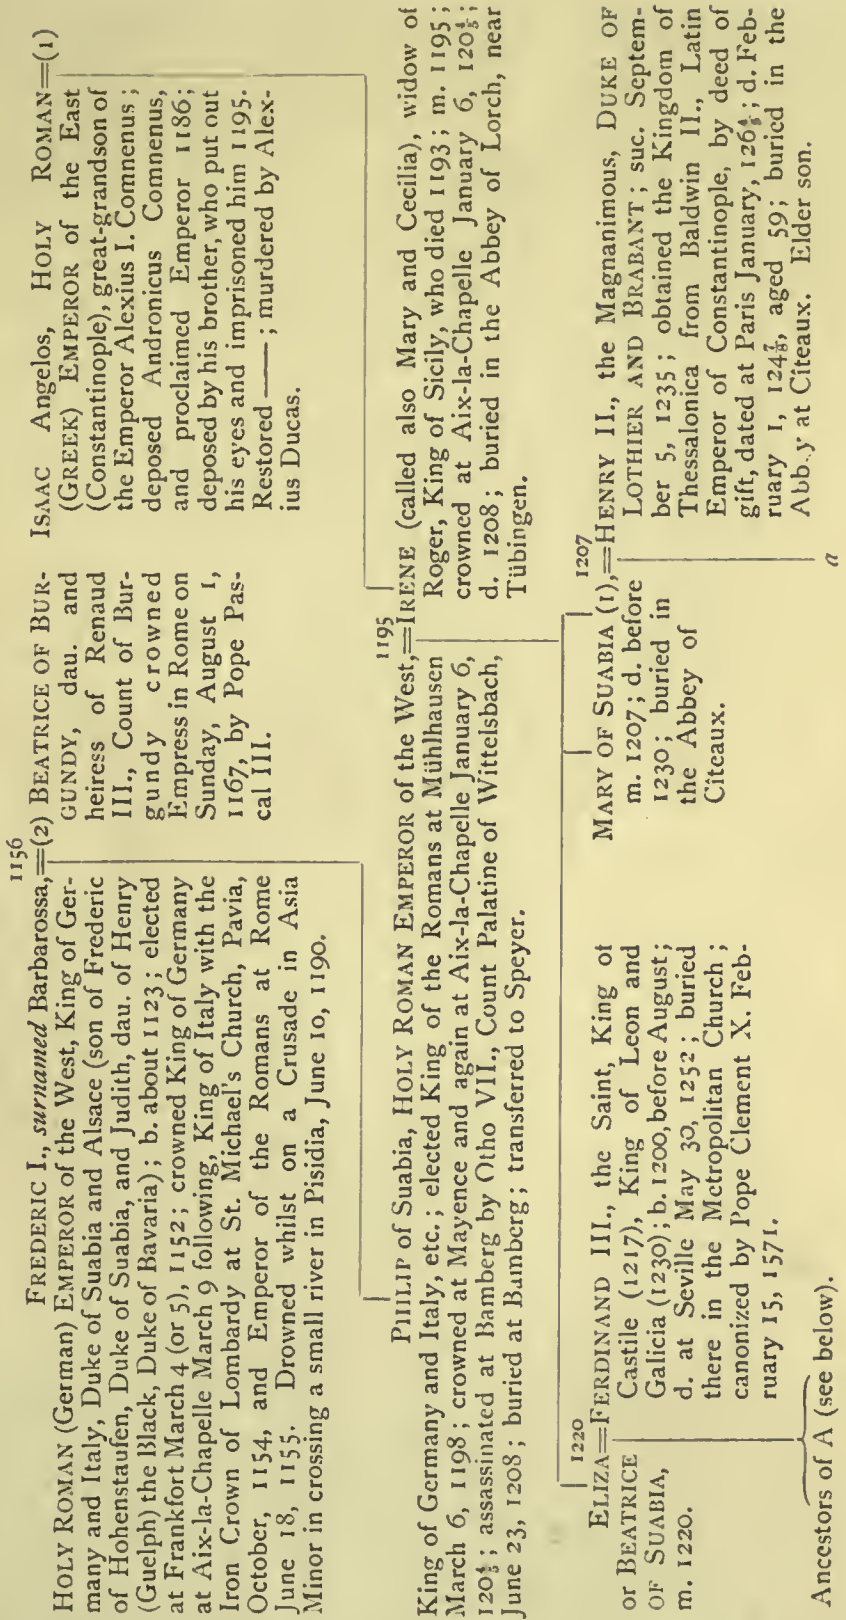 1156
FREDERIC I., surnamed Barbarossa,═(2) BEATRICE OF BUR-
HOLY ROMAN (German) EMPEROR of the West, King of Ger-
many and Italy, Duke of Suabia and Alsace (son of Frederic
of Hohenstaufen, Duke of Suabia, and Judith, dau. of Henry
(Guelph) the Black, Duke of Bavaria); b. about 1123; elected
at Frankfort March 4 (or 5), 1152; crowned King of Germany
at Aix-la-Chapelle March 9 following, King of Italy with the
Iron Crown of Lombardy at St. Michael's Church, Pavia,
October, 1154, and Emperor of the Romans at Rome
June 18, 1155. Drowned whilst on a Crusade in Asia
Minor in crossing a small river in Pisidia, June 10, 1190.
GUNDY, dau. and
heiress of Renaud
III., Count of Bur-
gundy crowned
Empress in Rome on
Sunday, August 1,
1167, by Pope Pas-
cal III.
ISAAC Angelos, HOLY ROMAN═(1)
(GREEK) EMPEROR of the East
(Constantinople), great-grandson of
the Emperor Alexius I. Comnenus;
deposed Andronicus Comnenus,
and proclaimed Emperor 1186;
deposed by his brother, who put out
his eyes and imprisoned him 1195.
Restored ——; murdered by Alex-
ius Ducas.
1195
PHILIP of Suabia, HOLY ROMAN EMPEROR of the West,═IRENE (called also Mary and Cecilia), widow of
King of Germany and Italy, etc.; elected King of the Romans at Mühlhausen
March 6, 1198; crowned at Mayence and again at Aix-la-Chapelle January 6,
120⁴⁄₅; assassinated at Bamberg by Otho VII., Count Palatine of Wittelsbach,
June 23, 1208; buried at Bamberg; transferred to Speyer.
Roger, King of Sicily, who died 1193; m. 1195;
crowned at Aix-la-Chapelle January 6, 120⁴⁄₅;
d. 1208; buried in the Abbey of Lorch, near
Tübingen.
1220
ELIZA═FERDINAND III., the Saint, King of
or BEATRICE
OF SUABIA,
m. 1220.
Castile (1217), King of Leon and
Galicia (1230); b. 1200, before August;
d. at Seville May 30, 1252; buried
there in the Metropolitan Church;
canonized by Pope Clement X. Feb-
ruary 15, 1571.
Ancestors of A (see below).
1207
MARY OF SUABIA (1),═HENRY II., the Magnanimous, DUKE OF
m. 1207; d. before
1230; buried in
the Abbey of
Citeaux.
LOTHIER AND BRABANT; suc. Septem-
ber 5, 1235; obtained the Kingdom of
Thessalonica from Baldwin II., Latin
Emperor of Constantinople, by deed of
gift, dated at Paris January, 126⁴⁄₅; d. Feb-
ruary 1, 124⁷⁄₈, aged 59; buried in the
Abb.y at Citeaux. Elder son.
a